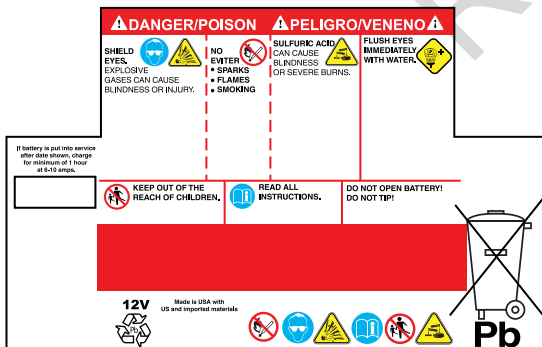 DANGER/POISON
PELIGRO/VENENO
SHIELD
EYES.
EXPLOSIVE
GASES CAN CAUSE
BLINDNESS OR INJURY.
NO
EVITER
• SPARKS
• FLAMES
• SMOKING
SULFURIC ACID
CAN CAUSE
BLINDNESS
OR SEVERE BURNS.
FLUSH EYES
IMMEDIATELY
WITH WATER.
If battery is put into service
after date shown, charge
for minimum of 1 hour
at 6-10 amps.
KEEP OUT OF THE
REACH OF CHILDREN.
READ ALL
INSTRUCTIONS.
DO NOT OPEN BATTERY!
DO NOT TIP!
12V
Pb
Made is USA with
US and imported materials
Pb